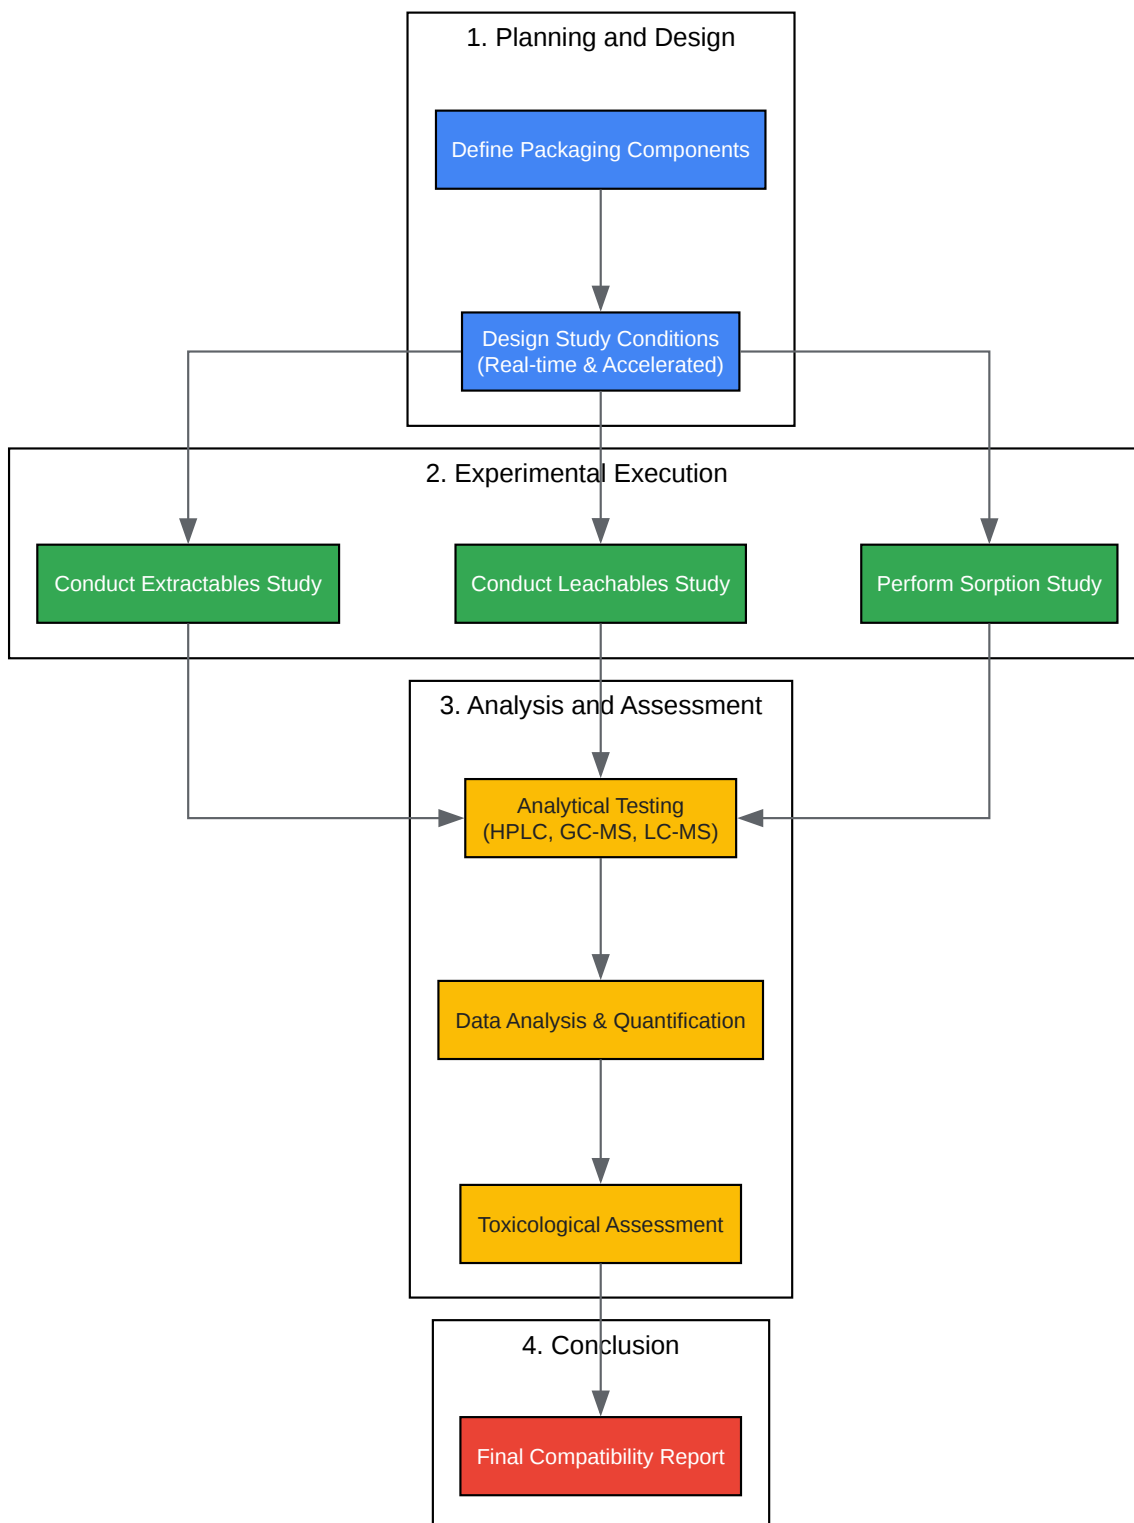 1. Planning and Design
Define Packaging Components
Design Study Conditions
(Real-time & Accelerated)
2. Experimental Execution
Conduct Extractables Study
Conduct Leachables Study
Perform Sorption Study
3. Analysis and Assessment
Analytical Testing
(HPLC, GC-MS, LC-MS)
Data Analysis & Quantification
Toxicological Assessment
4. Conclusion
Final Compatibility Report